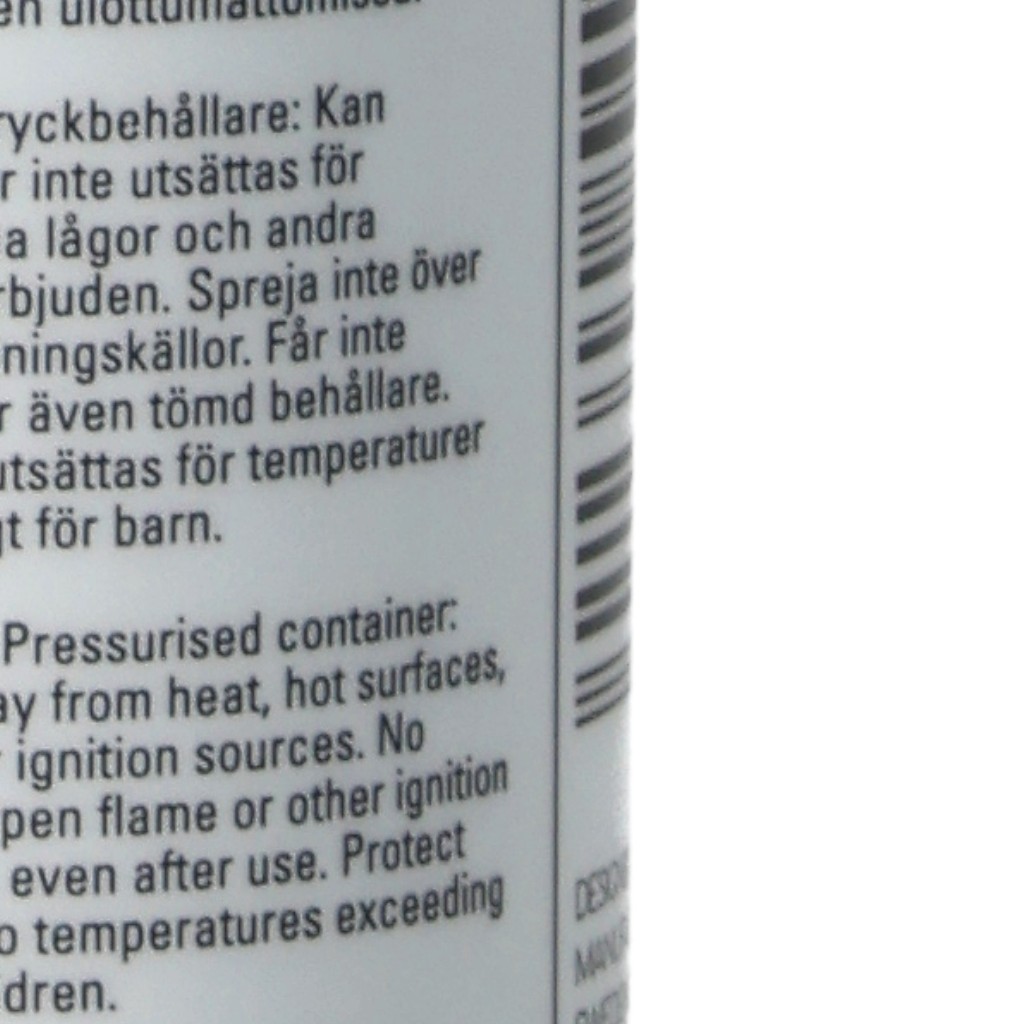 ryckbehållare: Kan
r inte utsättas för
a lågor och andra
rbjuden. Spreja inte över
ningskällor. Får inte
r även tömd behållare.
utsättas för temperaturer
gt för barn.
Pressurised container:
ay from heat, hot surfaces,
r ignition sources. No
pen flame or other ignition
even after use. Protect
o temperatures exceeding
dren.